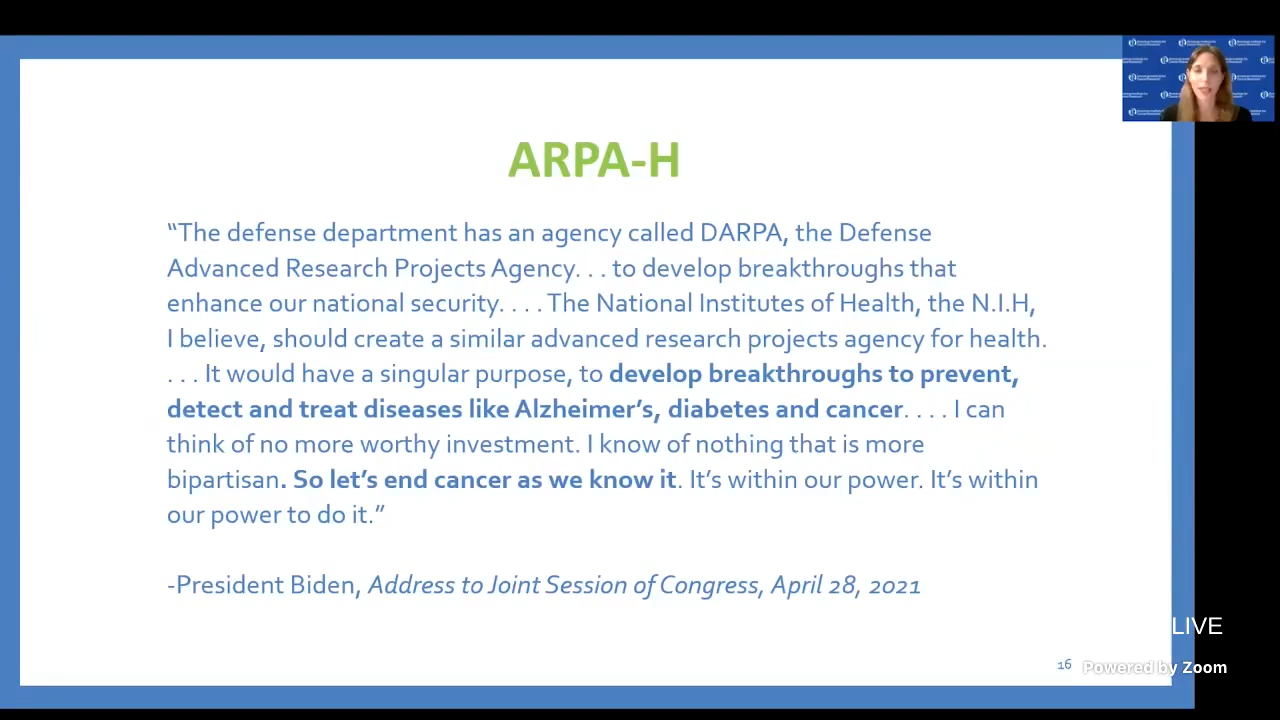 ARPA-H
“The defense department has an agency called DARPA, the Defense
Advanced Research Projects Agency. . . to develop breakthroughs that
enhance our national security. . . . The National Institutes of Health, the N.I.H,
I believe, should create a similar advanced research projects agency for health.
. . . It would have a singular purpose, to develop breakthroughs to prevent,
detect and treat diseases like Alzheimer’s, diabetes and cancer. . . . I can
think of no more worthy investment. I know of nothing that is more
bipartisan. So let’s end cancer as we know it. It’s within our power. It’s within
our power to do it.”
-President Biden, Address to Joint Session of Congress, April 28, 2021
LIVE
16
Powered by Zoom